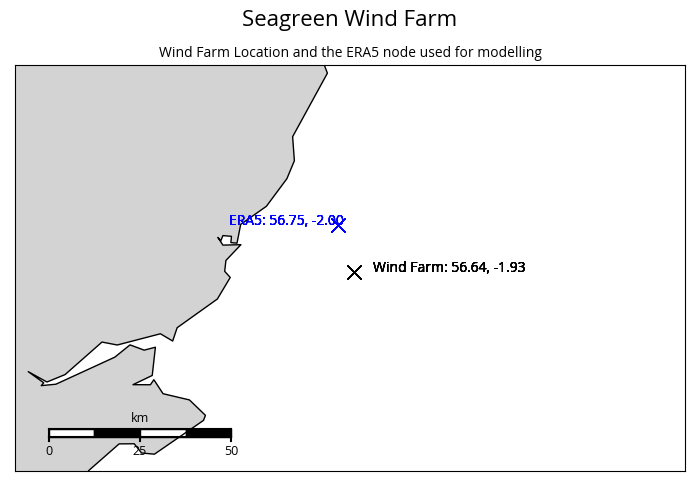 Seagreen Wind Farm
Wind Farm Location and the ERA5 node used for modelling
ERA5: 56.75, -2.00
Wind Farm: 56.64, -1.93
km
0 25 50